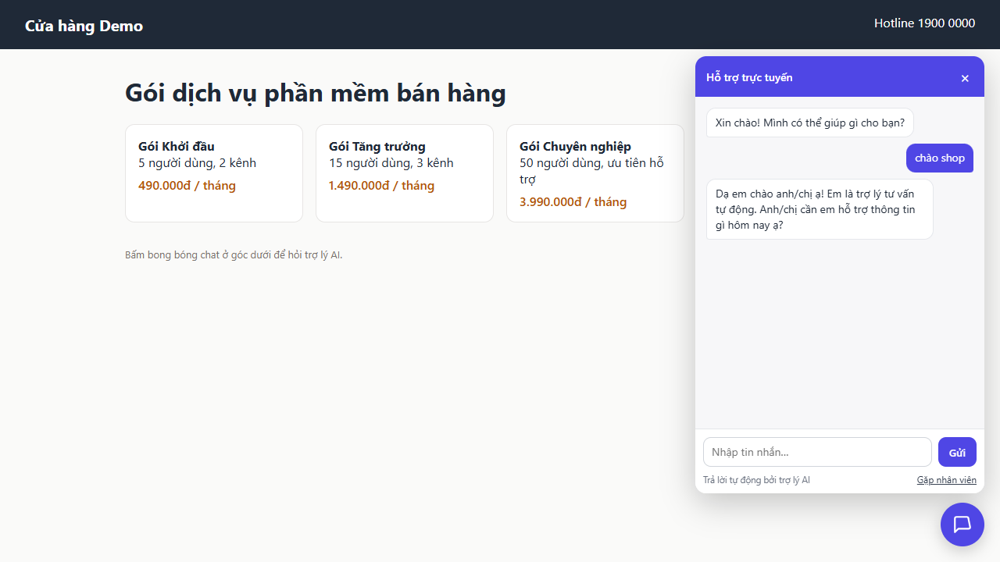 Cửa hàng Demo
Hotline 1900 0000
Gói dịch vụ phần mềm bán hàng
Gói Khởi đầu
5 người dùng, 2 kênh
490.000đ / tháng
Gói Tăng trưởng
15 người dùng, 3 kênh
1.490.000đ / tháng
Gói Chuyên nghiệp
50 người dùng, ưu tiên hỗ
trợ
3.990.000đ / tháng
Bấm bong bóng chat ở góc dưới để hỏi trợ lý AI.
Hỗ trợ trực tuyến
×
Xin chào! Mình có thể giúp gì cho bạn?
chào shop
Dạ em chào anh/chị ạ! Em là trợ lý tư vấn
tự động. Anh/chị cần em hỗ trợ thông tin
gì hôm nay ạ?
Nhập tin nhắn...
Gửi
Trả lời tự động bởi trợ lý AI
Gặp nhân viên